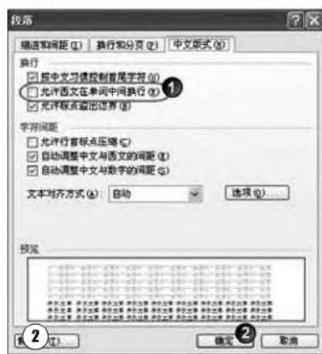 段落
缩进和间距(I) 换行和分页(P) 中文版式(H)
换行
按中文习惯控制首尾字符(U)
允许西文在单词中间换行(W) 1
允许标点溢出边界(N)
字符间距
允许行首标点压缩(L)
自动调整中文与西文的间距(E)
自动调整中文与数字的间距(S)
文本对齐方式(A): 自动 选项(O)...
预览
2 (T)... 确定 2 取消